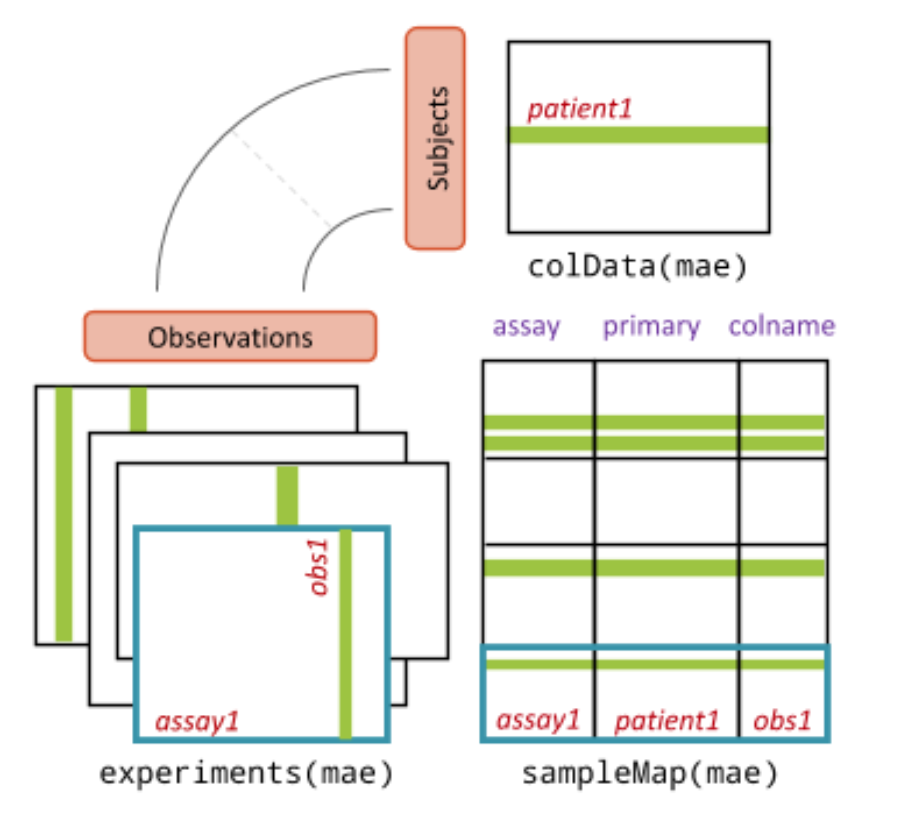 Subjects
patient1
colData(mae)
Observations
assay primary colname
obs1
assay1
assay1 patient1 obs1
experiments(mae)
sampleMap(mae)